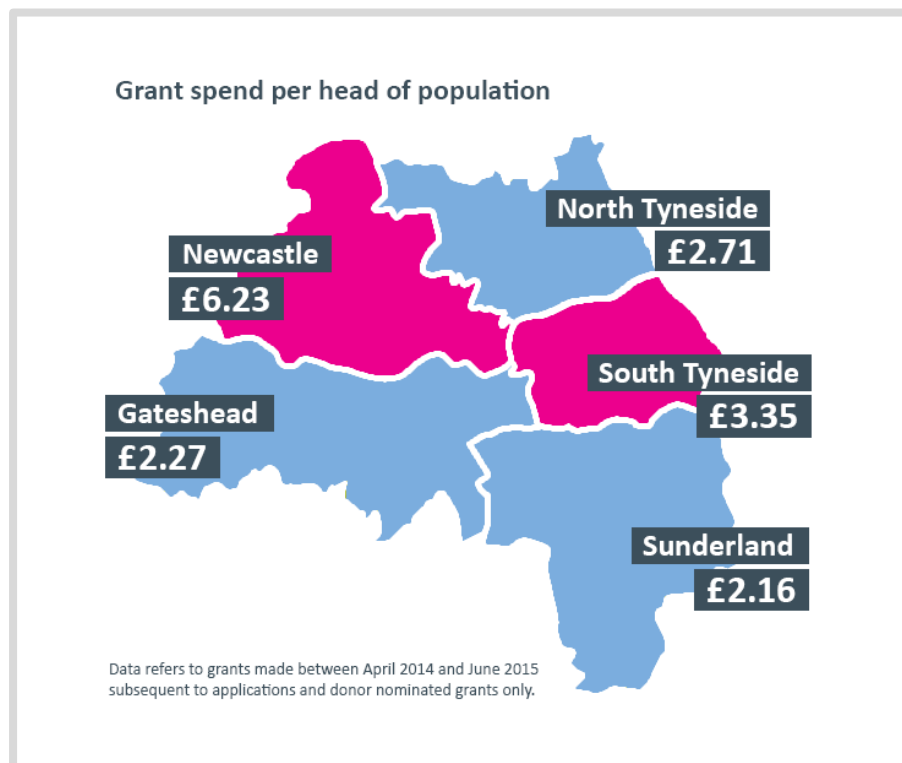 Grant spend per head of population
North Tyneside
£2.71
Newcastle
£6.23
South Tyneside
£3.35
Gateshead
£2.27
Sunderland
£2.16
Data refers to grants made between April 2014 and June 2015
subsequent to applications and donor nominated grants only.